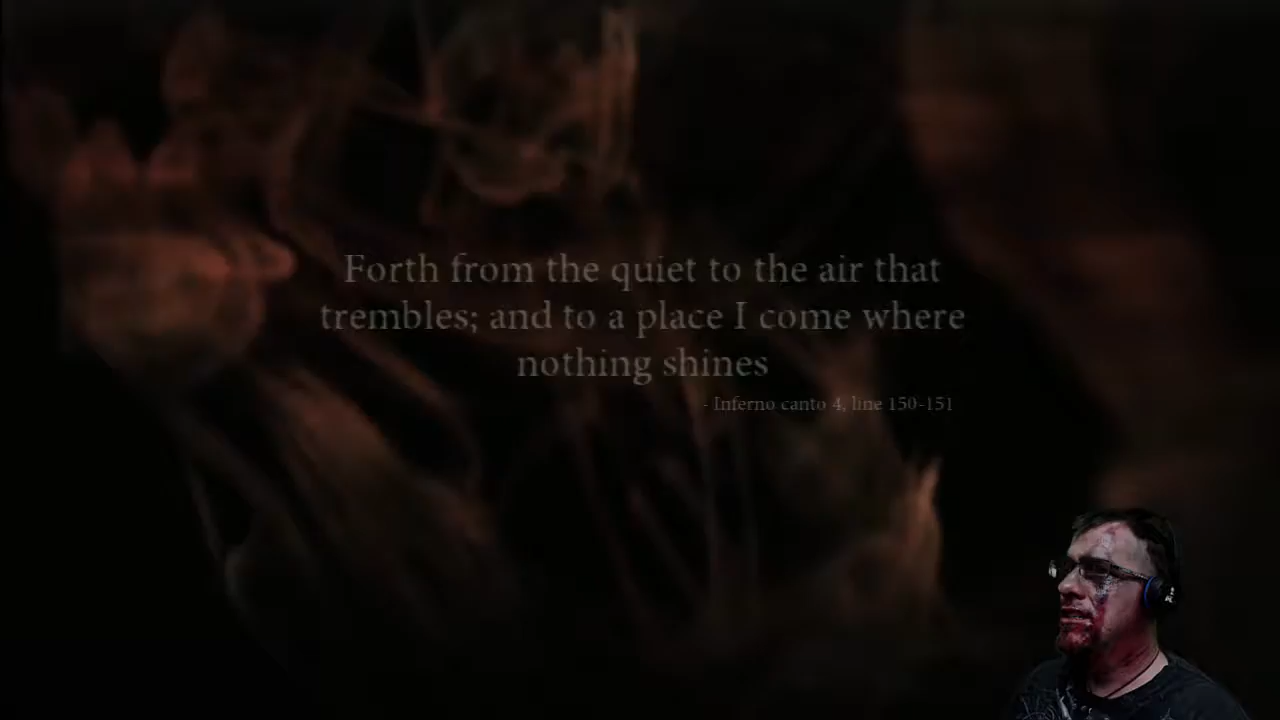 Forth from the quiet to the air that
trembles; and to a place I come where
nothing shines
- Inferno canto 4, line 150-151